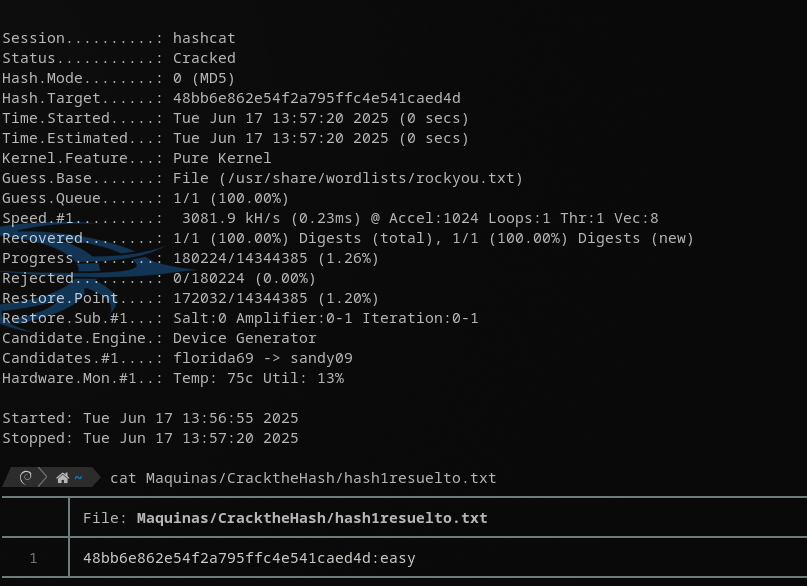 Session..........: hashcat
Status...........: Cracked
Hash.Mode........: 0 (MD5)
Hash.Target......: 48bb6e862e54f2a795ffc4e541caed4d
Time.Started.....: Tue Jun 17 13:57:20 2025 (0 secs)
Time.Estimated...: Tue Jun 17 13:57:20 2025 (0 secs)
Kernel.Feature...: Pure Kernel
Guess.Base.......: File (/usr/share/wordlists/rockyou.txt)
Guess.Queue......: 1/1 (100.00%)
Speed.#1.........:  3081.9 kH/s (0.23ms) @ Accel:1024 Loops:1 Thr:1 Vec:8
Recovered........: 1/1 (100.00%) Digests (total), 1/1 (100.00%) Digests (new)
Progress.........: 180224/14344385 (1.26%)
Rejected.........: 0/180224 (0.00%)
Restore.Point....: 172032/14344385 (1.20%)
Restore.Sub.#1...: Salt:0 Amplifier:0-1 Iteration:0-1
Candidate.Engine.: Device Generator
Candidates.#1....: florida69 -> sandy09
Hardware.Mon.#1..: Temp: 75c Util: 13%
Started: Tue Jun 17 13:56:55 2025
Stopped: Tue Jun 17 13:57:20 2025
~ cat Maquinas/CracktheHash/hash1resuelto.txt
File: Maquinas/CracktheHash/hash1resuelto.txt
1 48bb6e862e54f2a795ffc4e541caed4d:easy